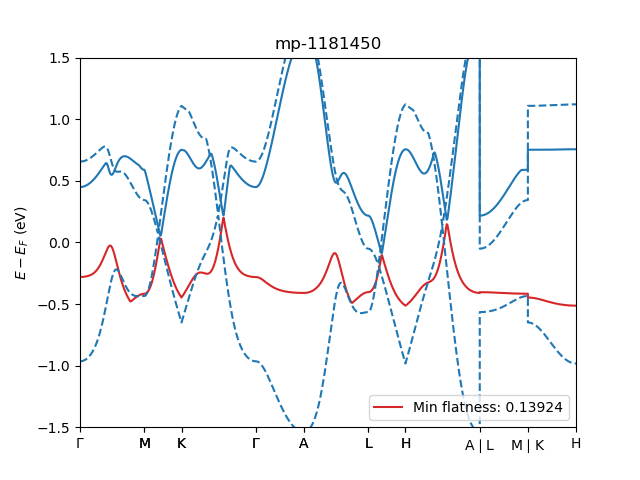 mp-1181450
E − E_F (eV)
1.5
1.0
0.5
0.0
−0.5
−1.0
−1.5
Min flatness: 0.13924
Γ M K Γ A L H A | L M | K H